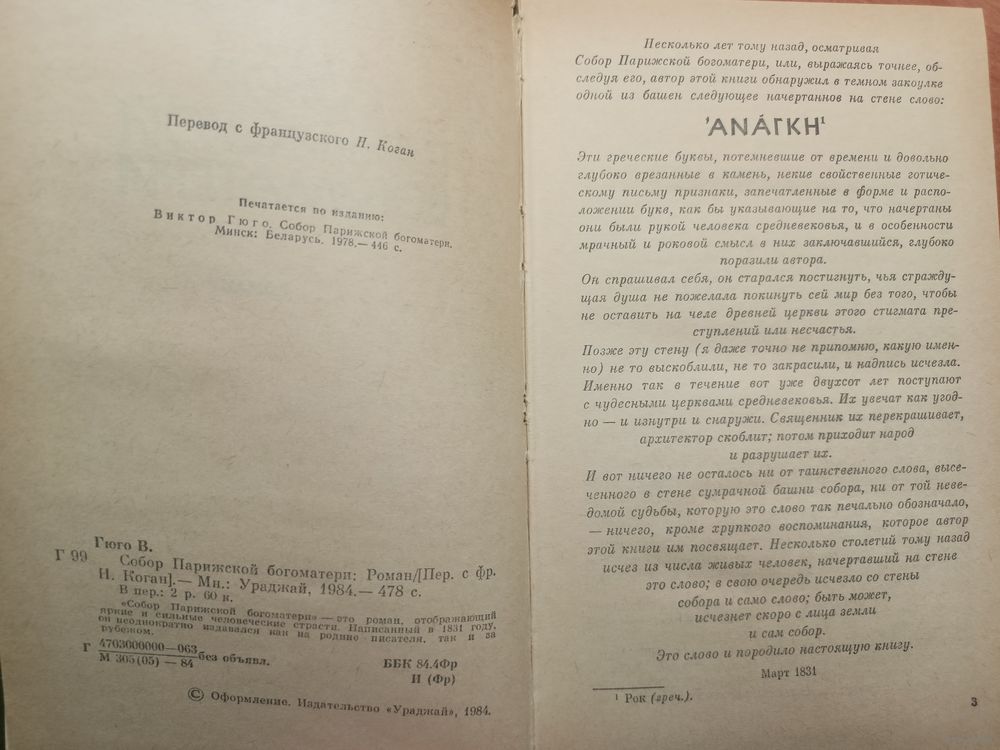 Перевод с французского Н. Коган
Печатается по изданию:
Виктор Гюго. Собор Парижской богоматери.
Минск: Беларусь. 1978.— 446 с.
Гюго В.
Г 99
Собор Парижской богоматери: Роман/[Пер. с фр.
Н. Коган].— Мн.: Ураджай, 1984.— 478 с.
В пер.: 2 р. 60 к.
«Собор Парижской богоматери» — это роман, отображающий
яркие и сильные человеческие страсти. Написанный в 1831 году,
он неоднократно издавался как на родине писателя, так и за
рубежом.
Г 4703000000—063 без объявл.
М 305(05) — 84
ББК 84.4Фр
И (Фр)
© Оформление. Издательство «Ураджай», 1984.
Несколько лет тому назад, осматривая
Собор Парижской богоматери, или, выражаясь точнее, об-
следуя его, автор этой книги обнаружил в темном закоулке
одной из башен следующее начертанное на стене слово:
'ΑΝΆΓΚΗ¹
Эти греческие буквы, потемневшие от времени и довольно
глубоко врезанные в камень, некие свойственные готиче-
скому письму признаки, запечатленные в форме и распо-
ложении букв, как бы указывающие на то, что начертаны
они были рукой человека средневековья, и в особенности
мрачный и роковой смысл в них заключавшийся, глубоко
поразили автора.
Он спрашивал себя, он старался постигнуть, чья стражду-
щая душа не пожелала покинуть сей мир без того, чтобы
не оставить на челе древней церкви этого стигмата пре-
ступлений или несчастья.
Позже эту стену (я даже точно не припомню, какую имен-
но) не то выскоблили, не то закрасили, и надпись исчезла.
Именно так в течение вот уже двухсот лет поступают
с чудесными церквами средневековья. Их увечат как угод-
но — и изнутри и снаружи. Священник их перекрашивает,
архитектор скоблит; потом приходит народ
и разрушает их.
И вот ничего не осталось ни от таинственного слова, высе-
ченного в стене сумрачной башни собора, ни от той неве-
домой судьбы, которую это слово так печально обозначало,
— ничего, кроме хрупкого воспоминания, которое автор
этой книги им посвящает. Несколько столетий тому назад
исчез из числа живых человек, начертавший на стене
это слово; в свою очередь исчезло со стены
собора и само слово; быть может,
исчезнет скоро с лица земли
и сам собор.
Это слово и породило настоящую книгу.
Март 1831
¹ Рок (греч.).
3